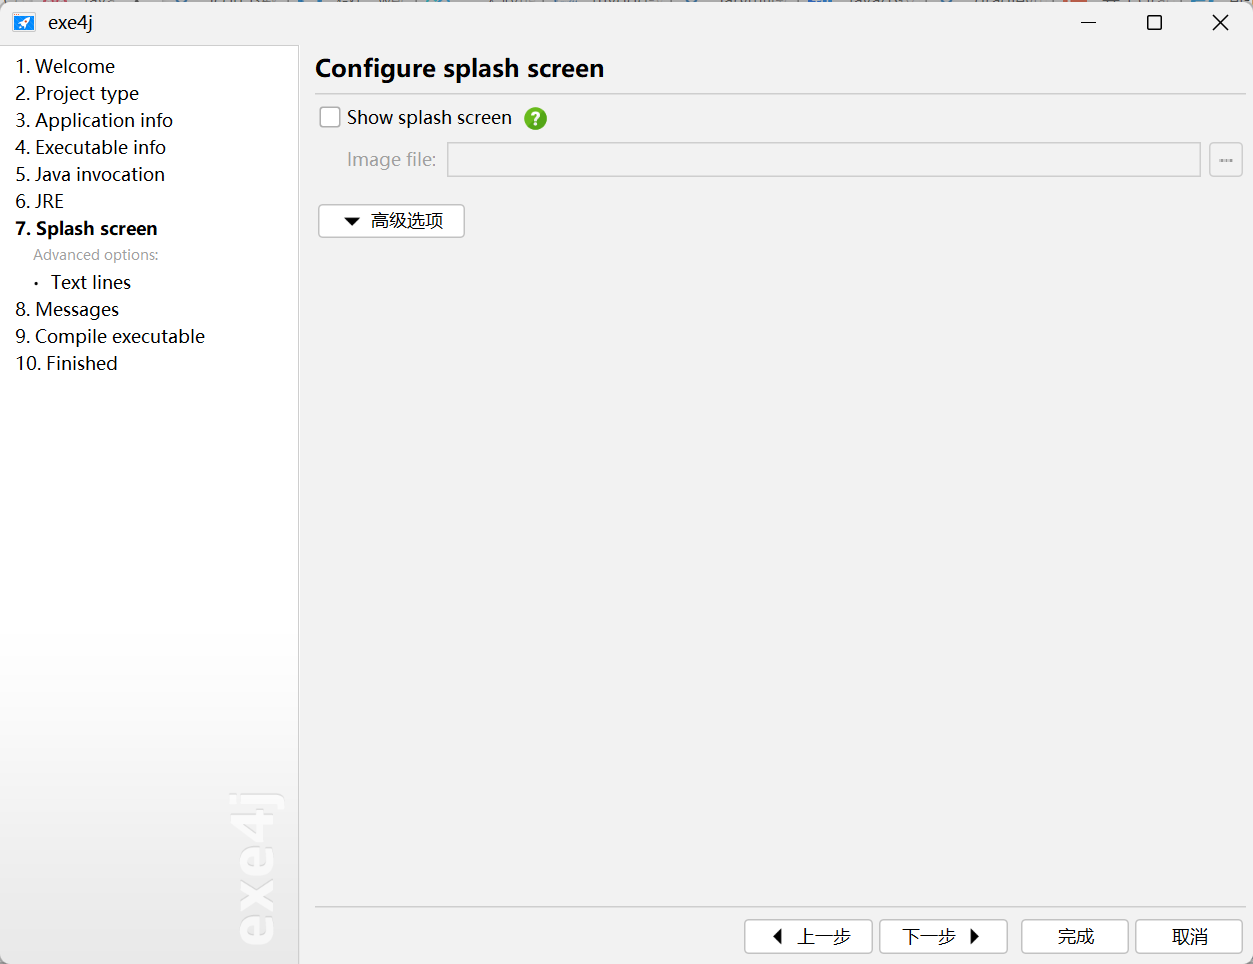 exe4j
1. Welcome
2. Project type
3. Application info
4. Executable info
5. Java invocation
6. JRE
7. Splash screen
Advanced options:
· Text lines
8. Messages
9. Compile executable
10. Finished
exe4j
Configure splash screen
Show splash screen ?
Image file:
...
高级选项
上一步
下一步
完成
取消